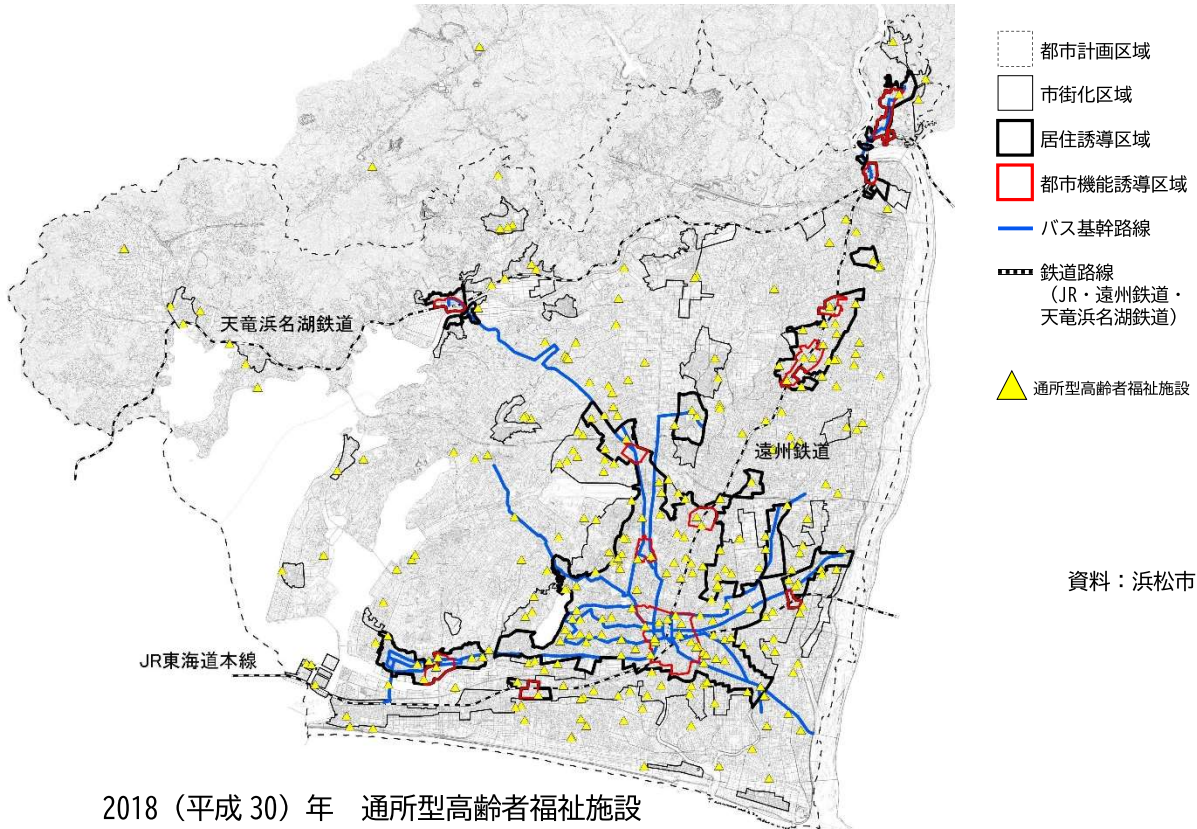 都市計画区域
市街化区域
居住誘導区域
都市機能誘導区域
バス基幹路線
鉄道路線
（JR・遠州鉄道・
天竜浜名湖鉄道）
通所型高齢者福祉施設
天竜浜名湖鉄道
遠州鉄道
資料：浜松市
JR東海道本線
2018（平成 30）年　通所型高齢者福祉施設